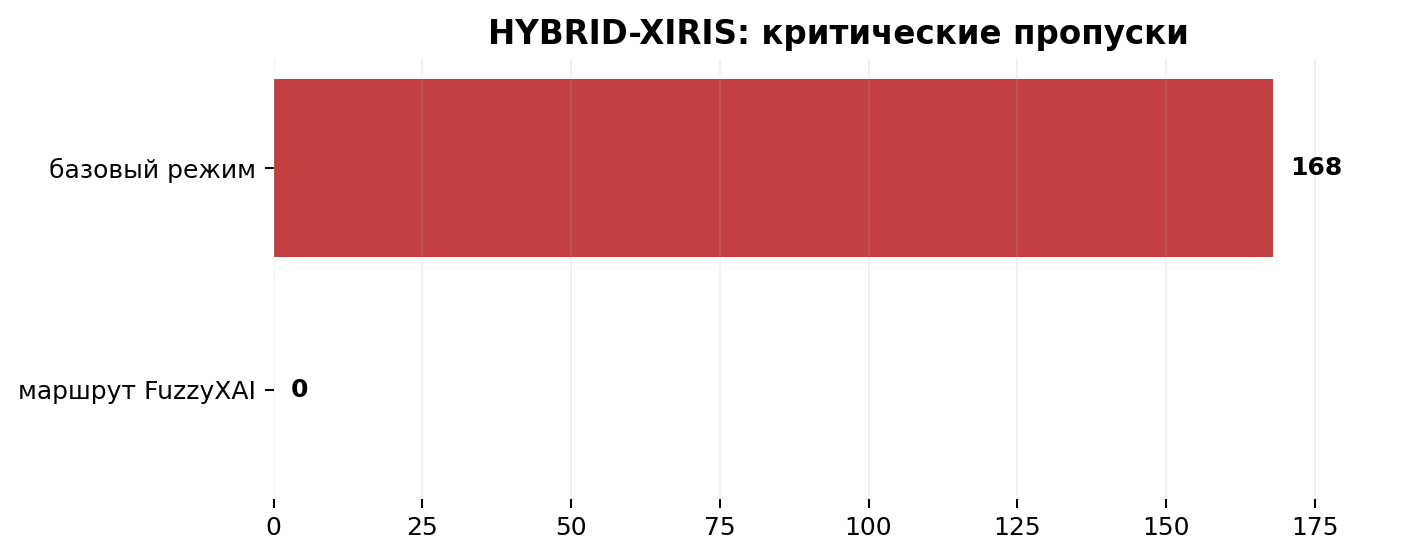 HYBRID-XIRIS: критические пропуски
базовый режим
168
маршрут FuzzyXAI
0
0 25 50 75 100 125 150 175